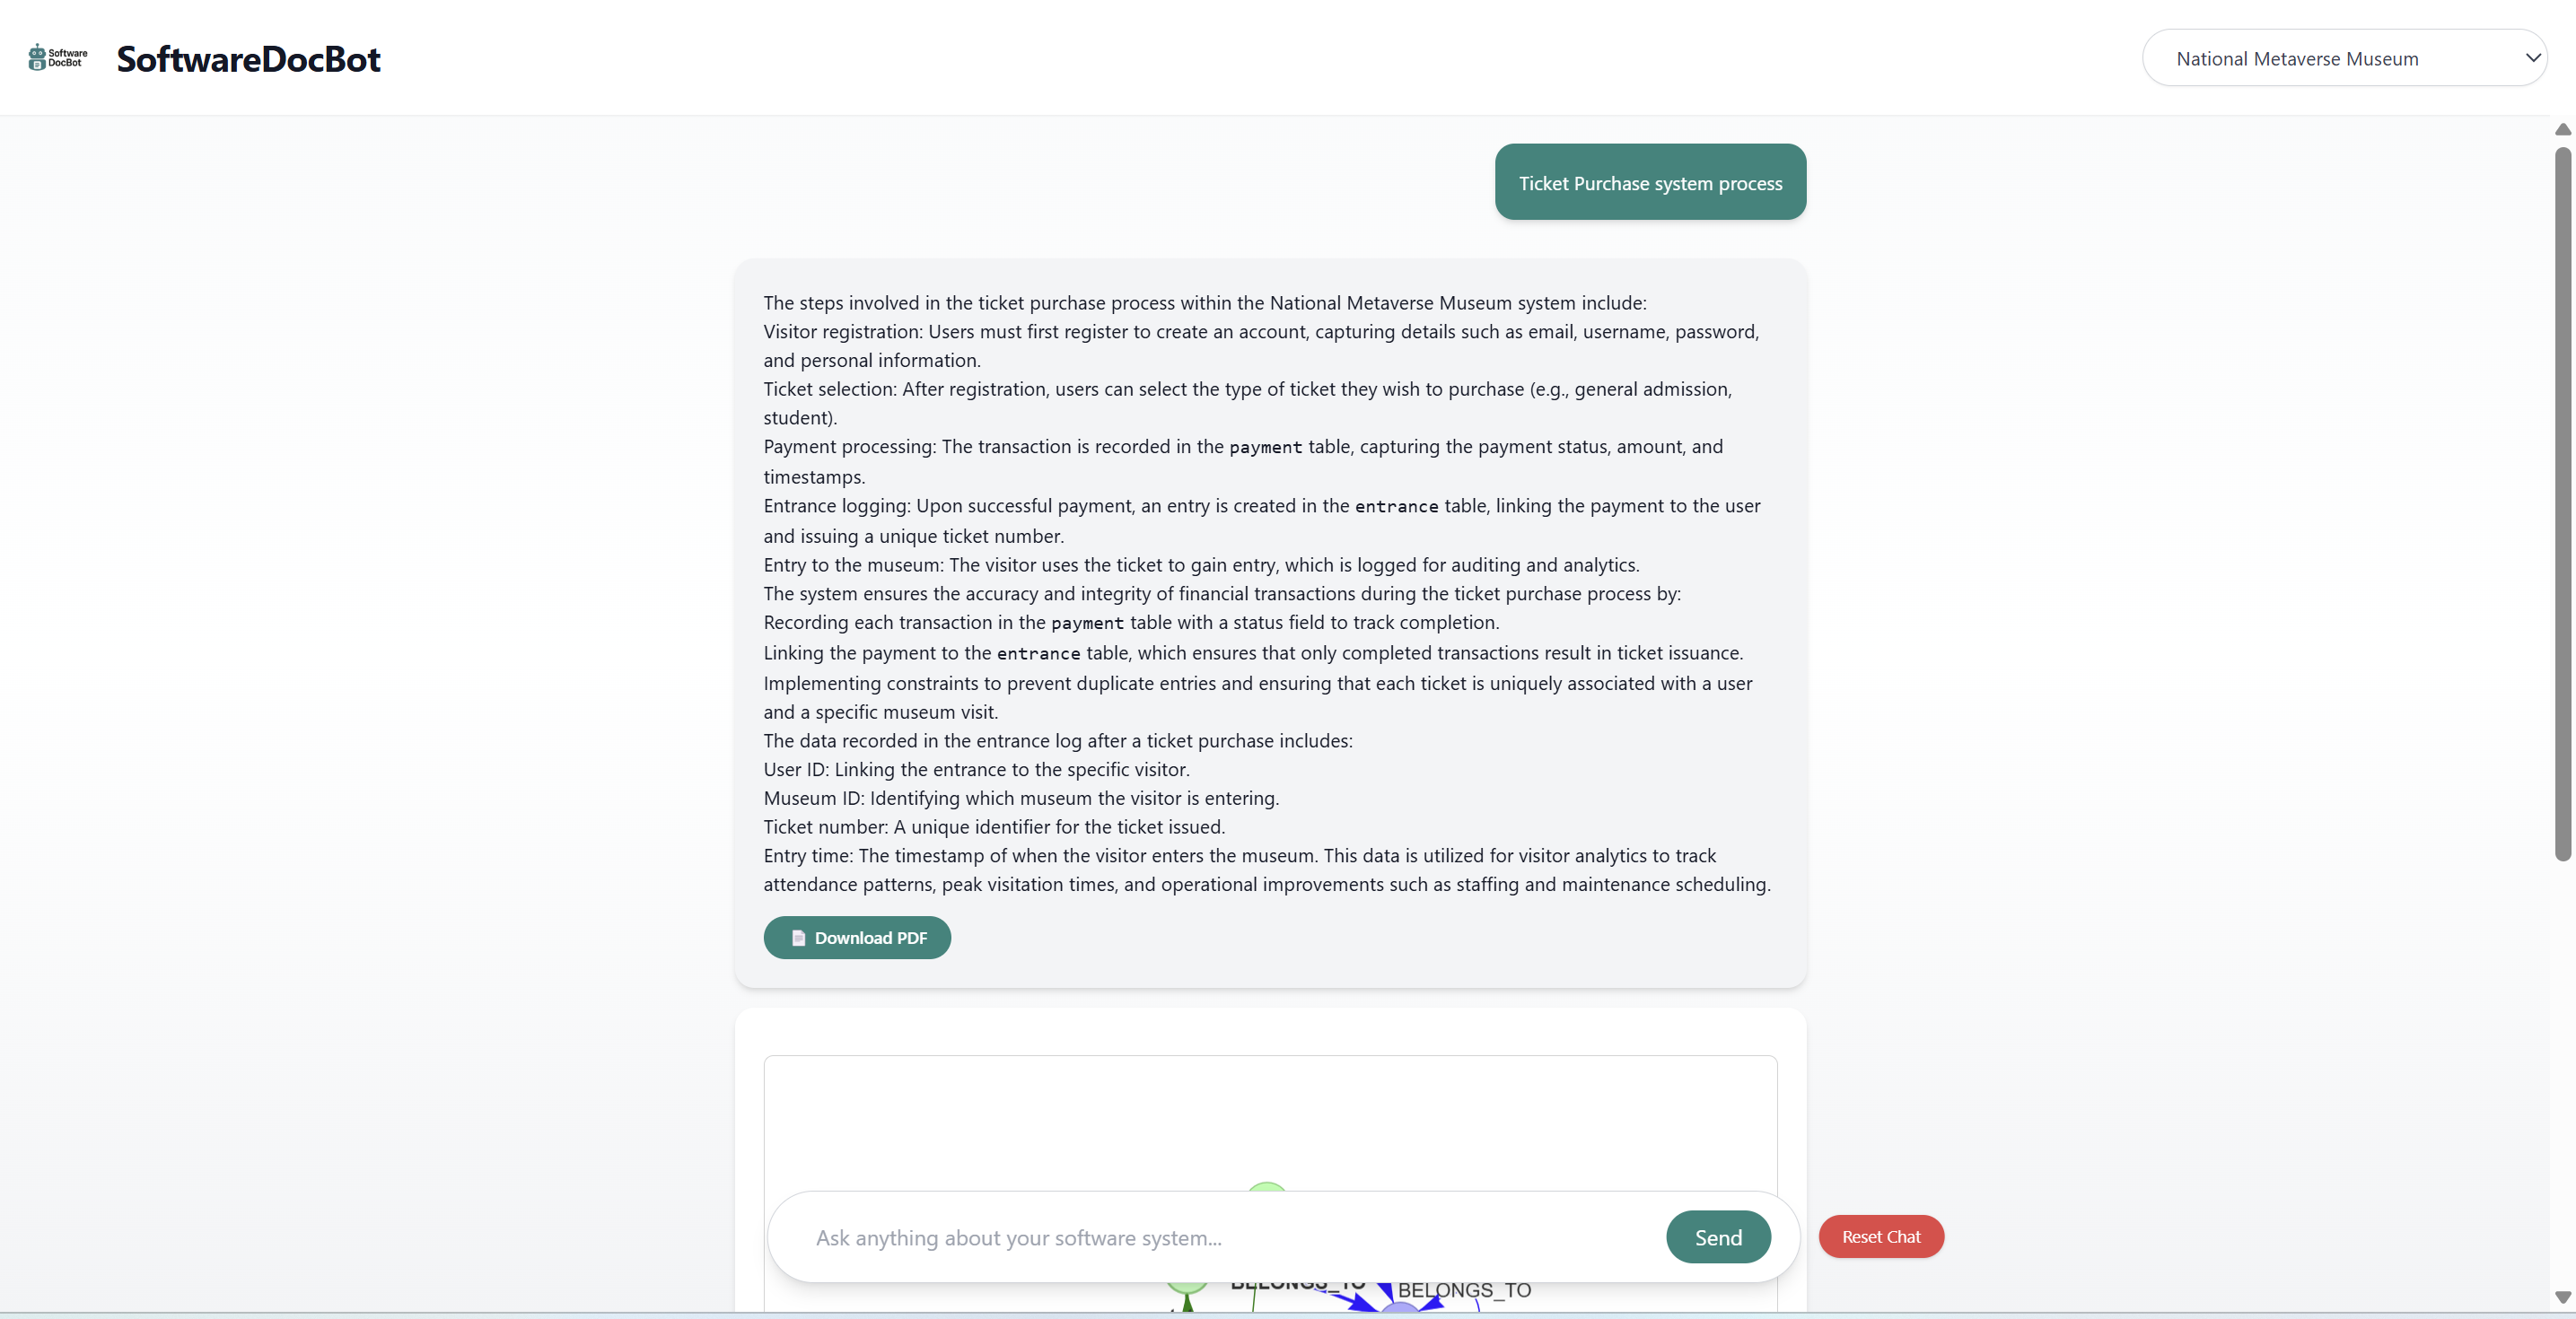 Software
DocBot
SoftwareDocBot
National Metaverse Museum
Ticket Purchase system process
The steps involved in the ticket purchase process within the National Metaverse Museum system include:
Visitor registration: Users must first register to create an account, capturing details such as email, username, password,
and personal information.
Ticket selection: After registration, users can select the type of ticket they wish to purchase (e.g., general admission,
student).
Payment processing: The transaction is recorded in the payment table, capturing the payment status, amount, and
timestamps.
Entrance logging: Upon successful payment, an entry is created in the entrance table, linking the payment to the user
and issuing a unique ticket number.
Entry to the museum: The visitor uses the ticket to gain entry, which is logged for auditing and analytics.
The system ensures the accuracy and integrity of financial transactions during the ticket purchase process by:
Recording each transaction in the payment table with a status field to track completion.
Linking the payment to the entrance table, which ensures that only completed transactions result in ticket issuance.
Implementing constraints to prevent duplicate entries and ensuring that each ticket is uniquely associated with a user
and a specific museum visit.
The data recorded in the entrance log after a ticket purchase includes:
User ID: Linking the entrance to the specific visitor.
Museum ID: Identifying which museum the visitor is entering.
Ticket number: A unique identifier for the ticket issued.
Entry time: The timestamp of when the visitor enters the museum. This data is utilized for visitor analytics to track
attendance patterns, peak visitation times, and operational improvements such as staffing and maintenance scheduling.
Download PDF
Ask anything about your software system...
Send
Reset Chat
BELONGS_TO
BELONGS_TO